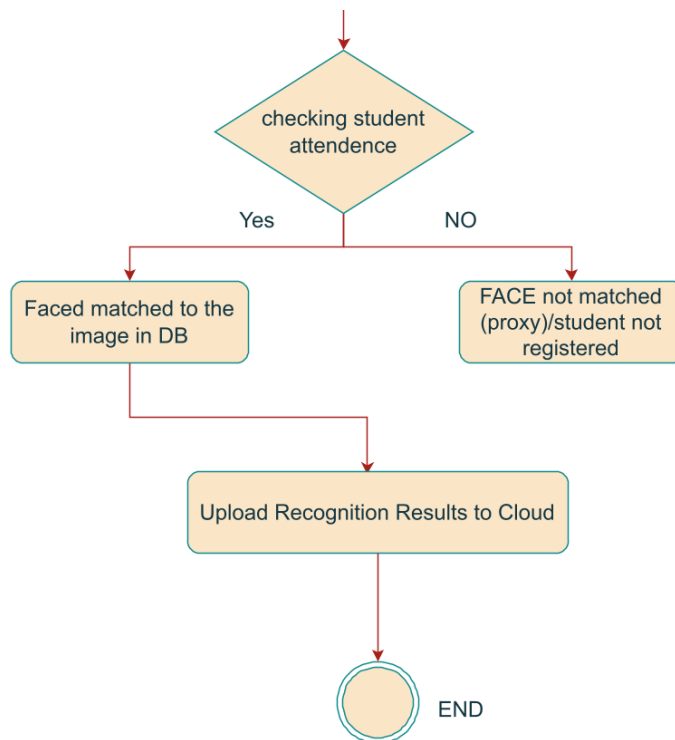 checking student
attendence
Yes
NO
Faced matched to the
image in DB
FACE not matched
(proxy)/student not
registered
Upload Recognition Results to Cloud
END